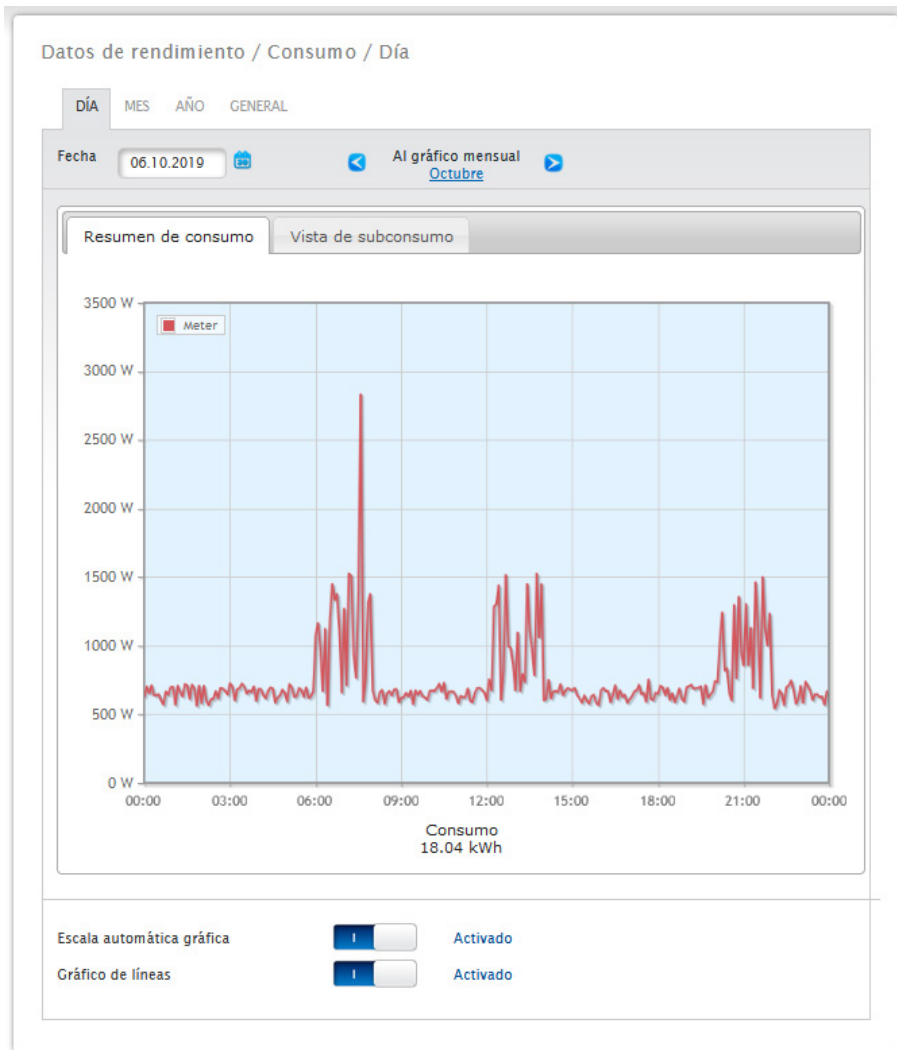 Datos de rendimiento / Consumo / Día
DÍA MES AÑO GENERAL
Fecha 06.10.2019 Al gráfico mensual
Octubre
Resumen de consumo Vista de subconsumo
3500 W
Meter
3000 W
2500 W
2000 W
1500 W
1000 W
500 W
0 W
00:00 03:00 06:00 09:00 12:00 15:00 18:00 21:00 00:00
Consumo
18.04 kWh
Escala automática gráfica I Activado
Gráfico de líneas I Activado